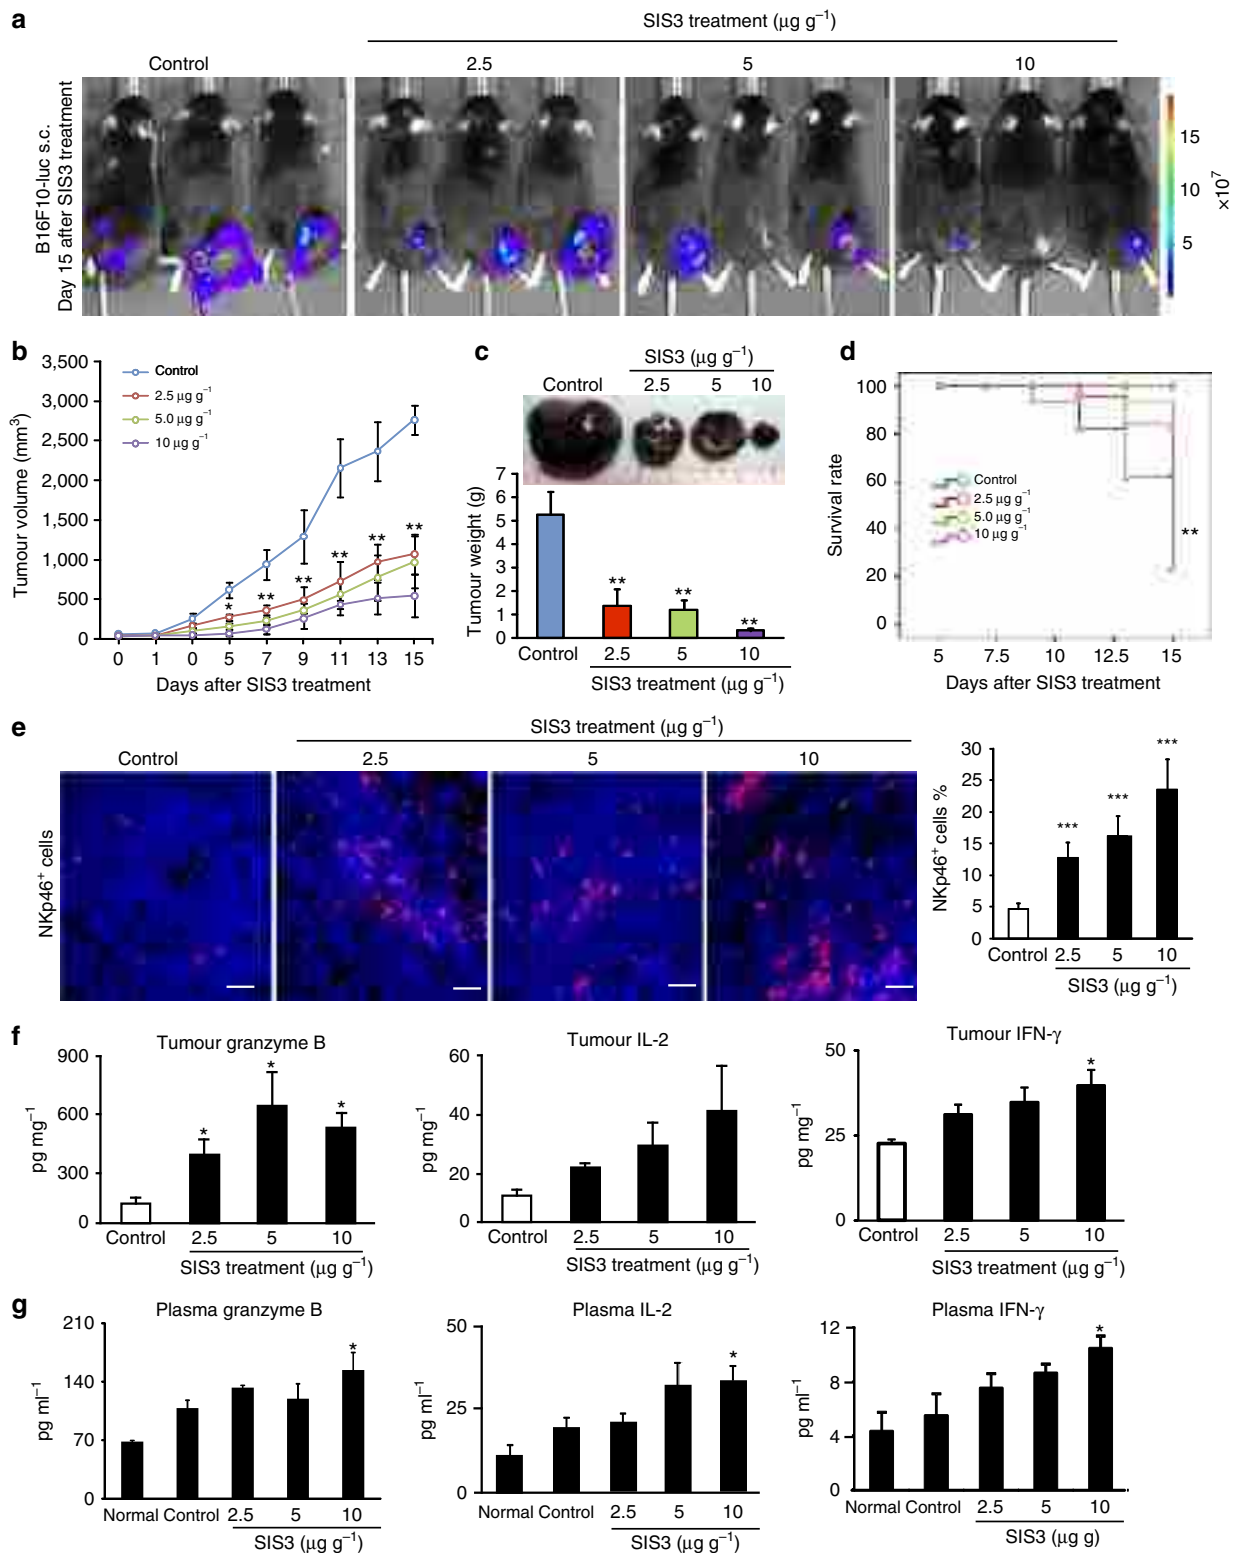 a
SIS3 treatment (μg g⁻¹)
Control 2.5 5 10
B16F10-luc s.c.
Day 15 after SIS3 treatment
15
10
5
×10⁷
b
3,500
3,000
2,500
2,000
1,500
1,000
500
0
Tumour volume (mm³)
Control
2.5 μg g⁻¹
5.0 μg g⁻¹
10 μg g⁻¹
* ** ** ** ** **
0 1 0 5 7 9 11 13 15
Days after SIS3 treatment
c
SIS3 (μg g⁻¹)
Control 2.5 5 10
7
6
5
4
3
2
1
0
Tumour weight (g)
** ** **
Control 2.5 5 10
SIS3 treatment (μg g⁻¹)
d
100
80
60
40
20
0
Survival rate
Control
2.5 μg g⁻¹
5.0 μg g⁻¹
10 μg g⁻¹
**
5 7.5 10 12.5 15
Days after SIS3 treatment
e
SIS3 treatment (μg g⁻¹)
Control 2.5 5 10
NKp46⁺ cells
30
25
20
15
10
5
0
NKp46⁺ cells %
*** *** ***
Control 2.5 5 10
SIS3 (μg g⁻¹)
f
Tumour granzyme B
900
600
300
0
pg mg⁻¹
* * *
Control 2.5 5 10
SIS3 treatment (μg g⁻¹)
Tumour IL-2
60
40
20
0
pg mg⁻¹
Control 2.5 5 10
SIS3 treatment (μg g⁻¹)
Tumour IFN-γ
50
25
0
pg mg⁻¹
*
Control 2.5 5 10
SIS3 treatment (μg g⁻¹)
g
Plasma granzyme B
210
140
70
0
pg ml⁻¹
*
Normal Control 2.5 5 10
SIS3 (μg g⁻¹)
Plasma IL-2
50
25
0
pg ml⁻¹
*
Normal Control 2.5 5 10
SIS3 (μg g⁻¹)
Plasma IFN-γ
12
8
4
0
pg ml⁻¹
*
Normal Control 2.5 5 10
SIS3 (μg g)